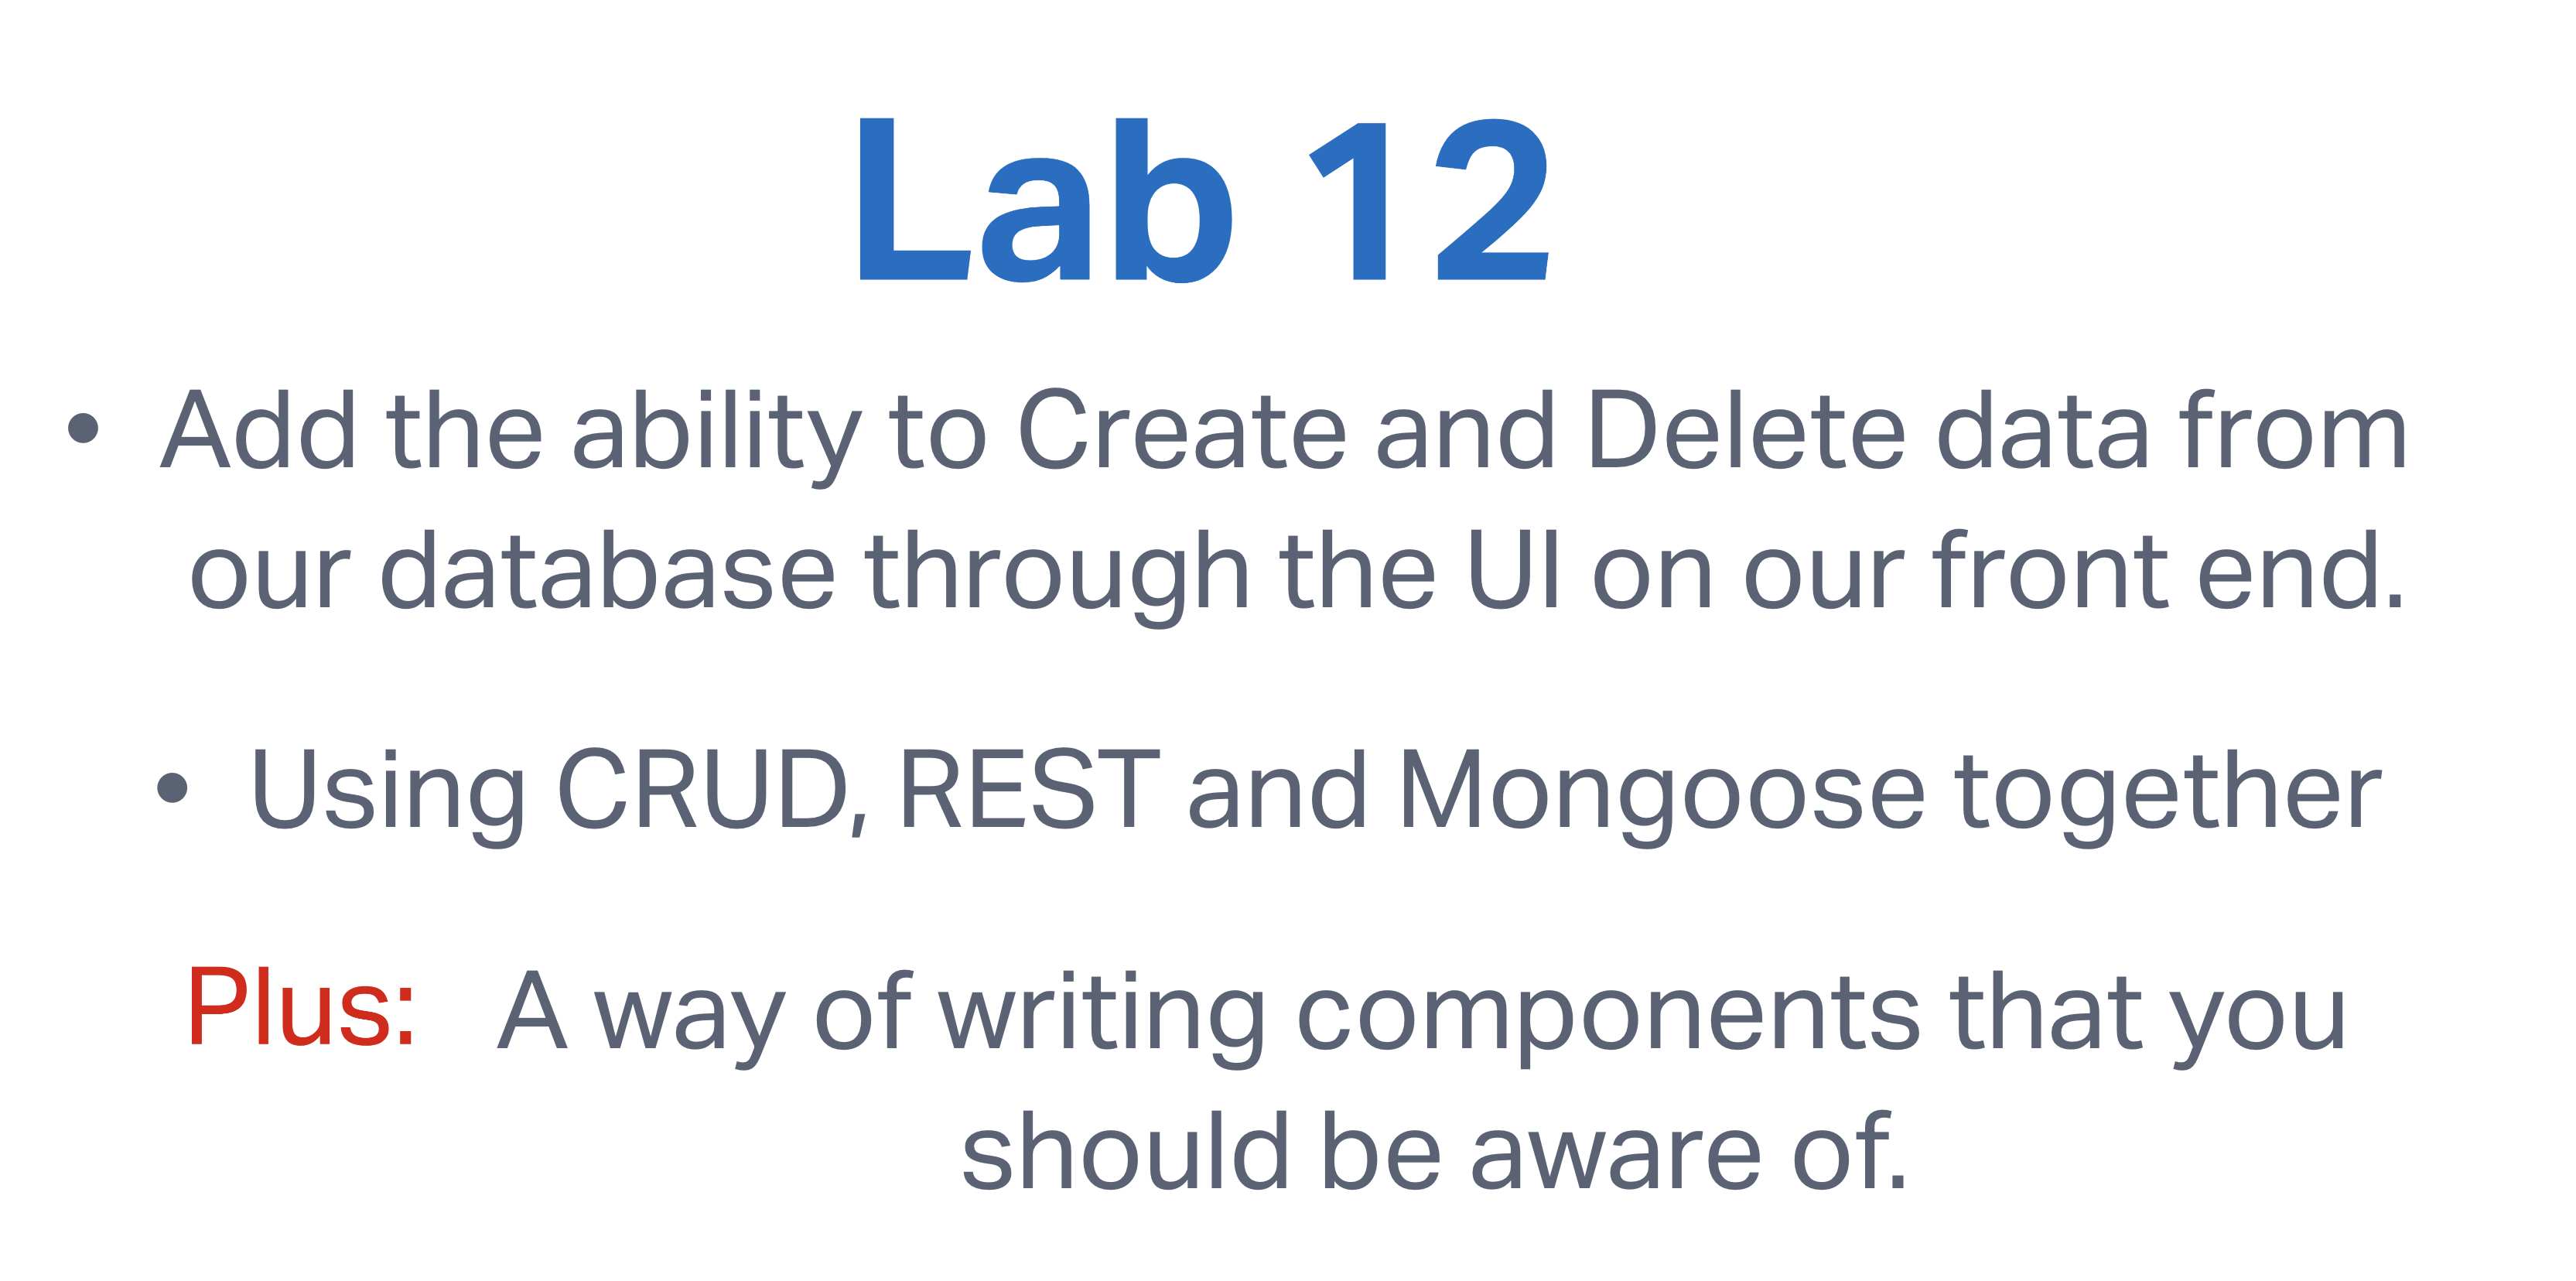 Lab 12
• Add the ability to Create and Delete data from
our database through the UI on our front end.
• Using CRUD, REST and Mongoose together
Plus: A way of writing components that you
should be aware of.